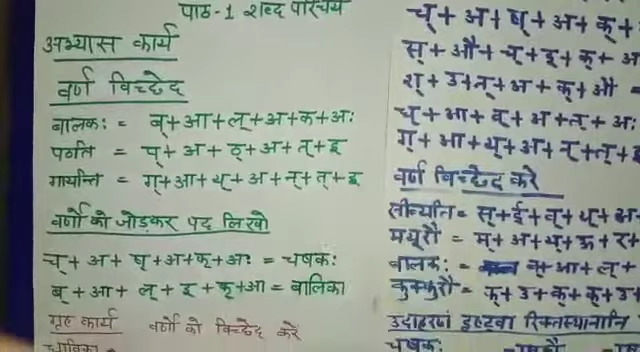 पाठ-1 शब्द परिचय
अभ्यास कार्य
वर्ण विच्छेद
बालक: = ब्+आ+ल्+अ+क+अः
पठति = प्+अ+ठ्+अ+त्+इ
गायन्ति = ग्+आ+य्+अ+न्+त्+इ
वर्णों को जोड़कर पद लिखो
च्+अ+ष्+अ+क्+अः = चषक:
ब्+आ+ल्+इ+क्+आ = बालिका
गृह कार्य वर्णों को विच्छेद करे
च्+अ+ष्+अ+क्+
स्+औ+च्+इ+क्+अ
श्+उ+न्+अ+क्+औ =
ग्+आ+य्+अ+न्+त्+इ
वर्ण विच्छेद करे
सीव्यति = स्+ई+व्+य्+अ+
मयूरौ = म्+अ+य्+ऊ+र+
बालक: = ब्+आ+ल्+
कुक्कुरौ = क्+उ+क्+क्+उ+
उदाहरणं दृष्ट्वा रिक्तस्थानानि
चषक: